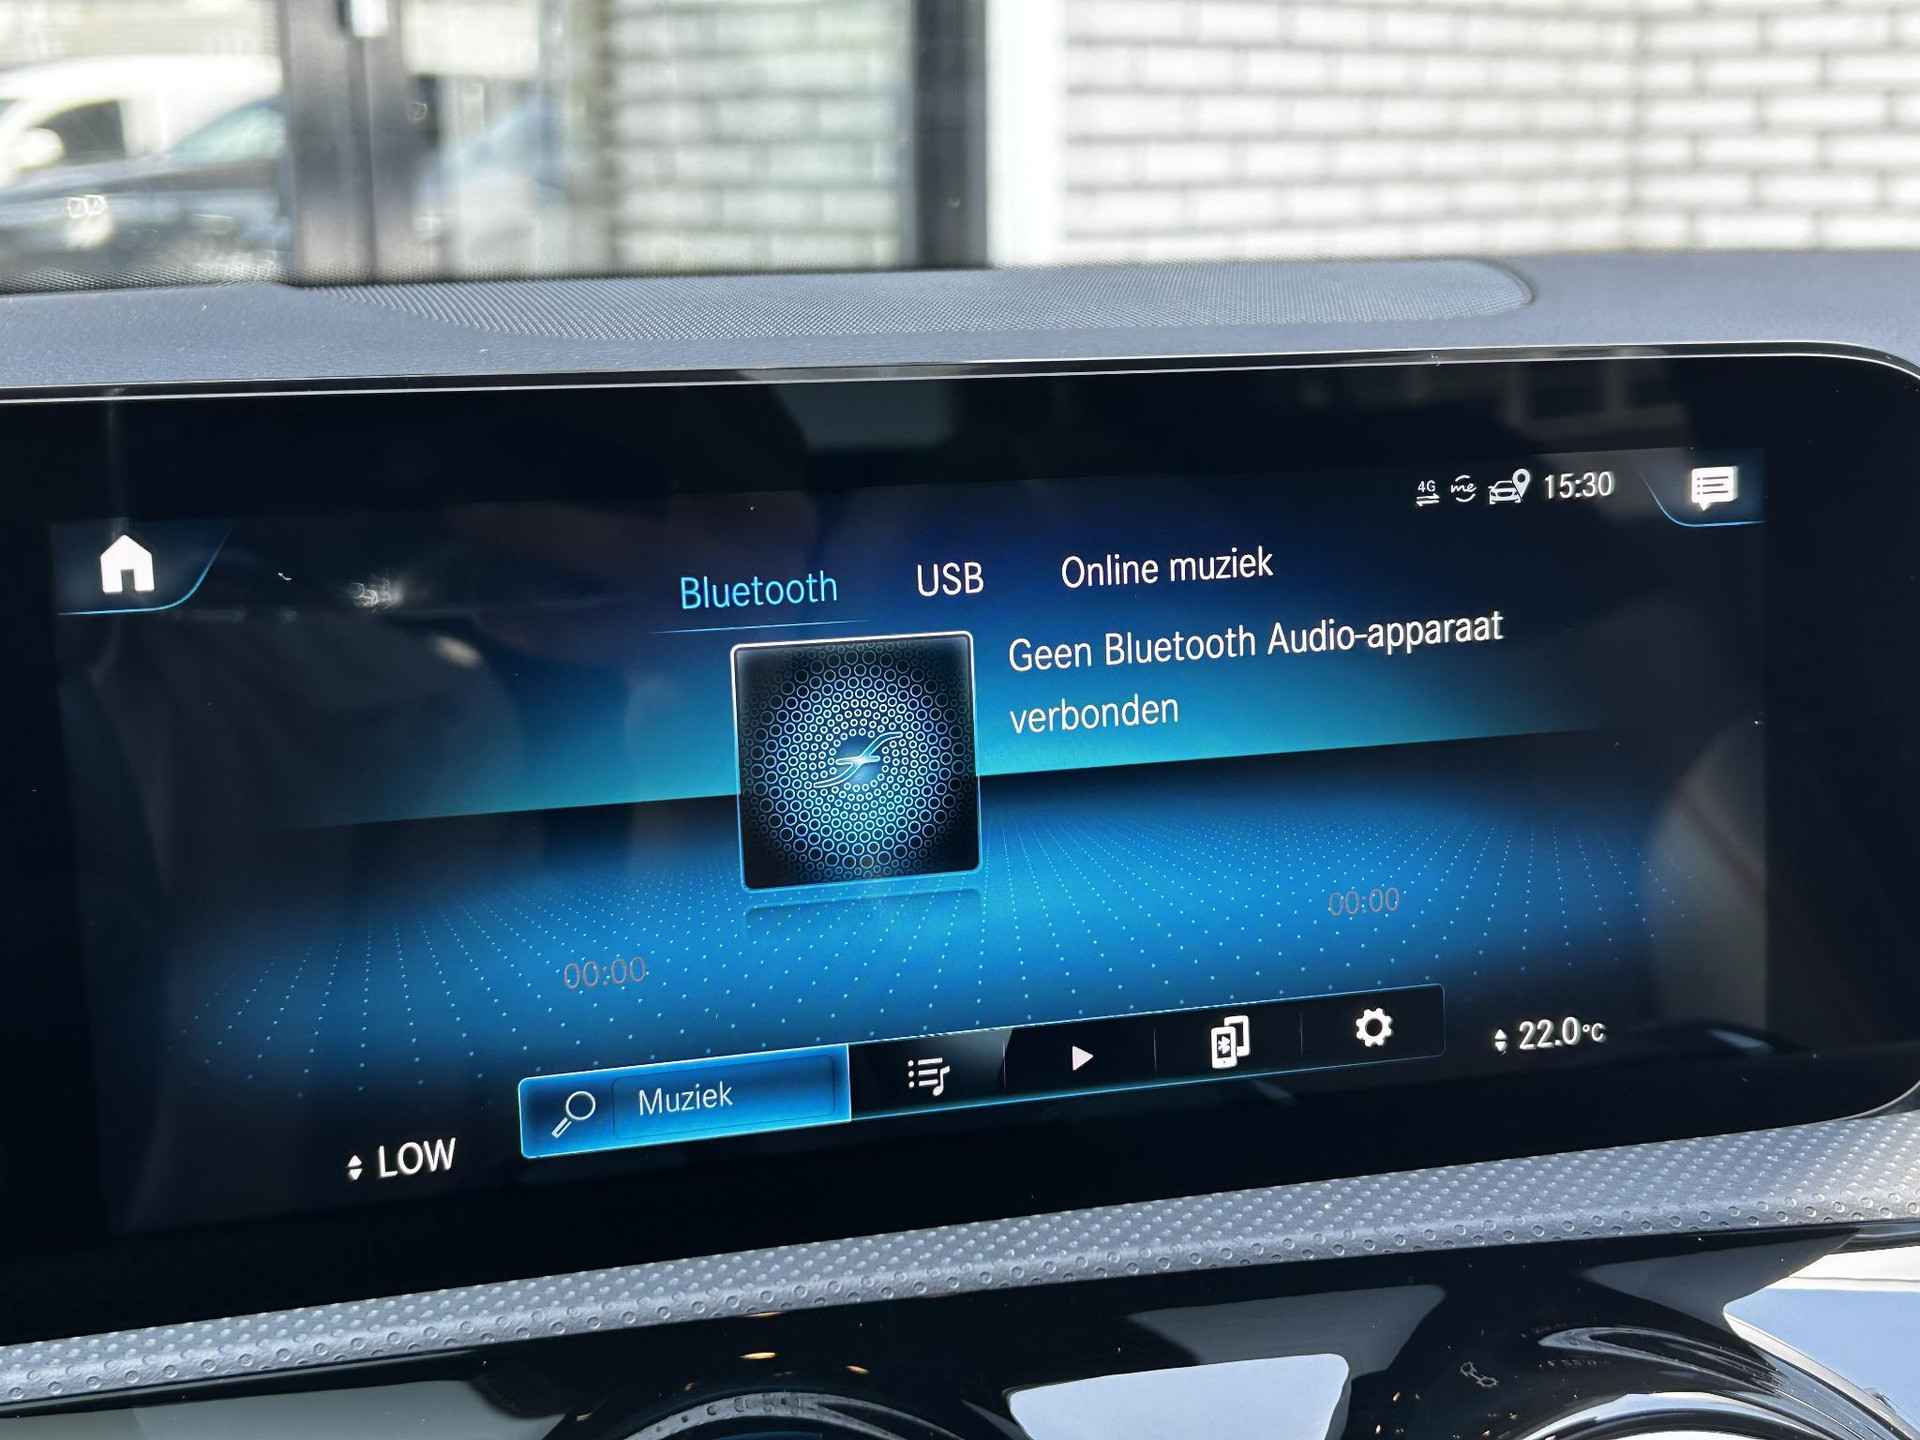 4G me 15:30
Bluetooth USB Online muziek
Geen Bluetooth Audio-apparaat
verbonden
00:00
00:00
Muziek
LOW
22.0°C